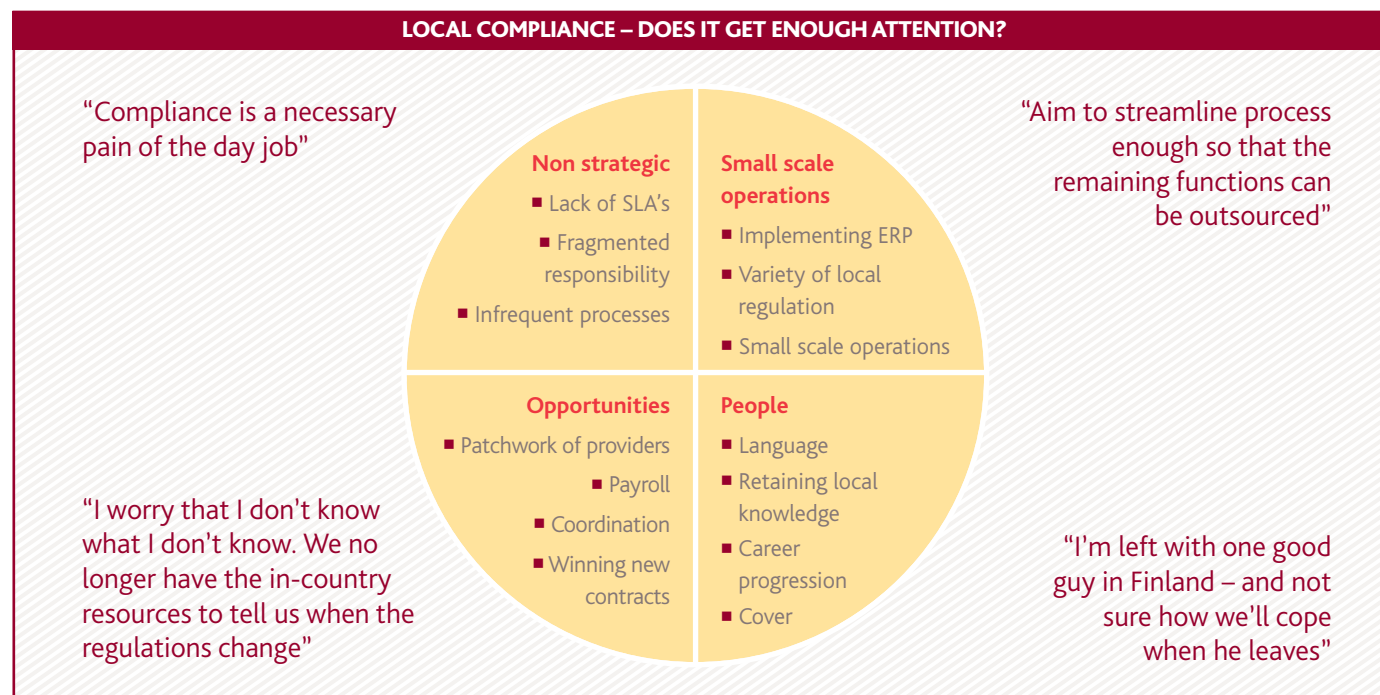 LOCAL COMPLIANCE – DOES IT GET ENOUGH ATTENTION?
“Compliance is a necessary
pain of the day job”
“Aim to streamline process
enough so that the
remaining functions can
be outsourced”
Non strategic
■ Lack of SLA’s
■ Fragmented
responsibility
■ Infrequent processes
Small scale
operations
■ Implementing ERP
■ Variety of local
regulation
■ Small scale operations
Opportunities
■ Patchwork of providers
■ Payroll
■ Coordination
■ Winning new
contracts
People
■ Language
■ Retaining local
knowledge
■ Career
progression
■ Cover
“I worry that I don’t know
what I don’t know. We no
longer have the in-country
resources to tell us when the
regulations change”
“I’m left with one good
guy in Finland – and not
sure how we’ll cope
when he leaves”